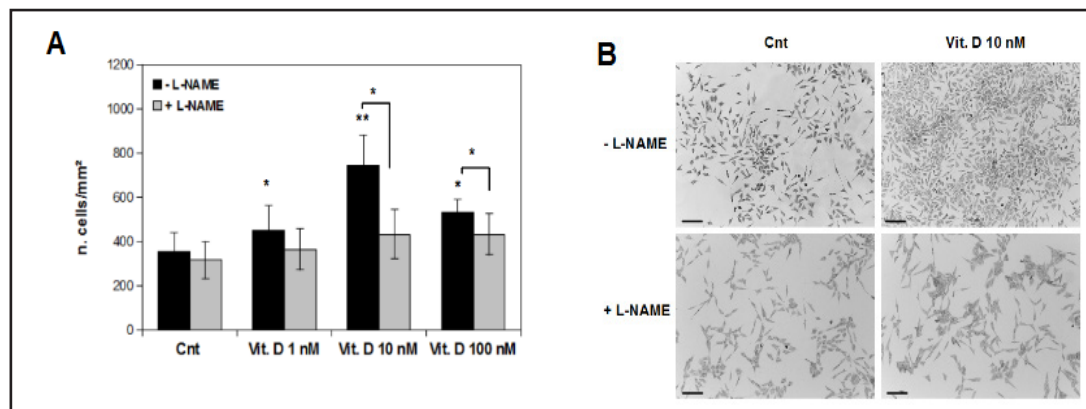 A
1200
1000
800
600
400
200
0
n. cells/mm²
- L-NAME
+ L-NAME
*
*
**
*
*
Cnt
Vit. D 1 nM
Vit. D 10 nM
Vit. D 100 nM
B
Cnt
Vit. D 10 nM
- L-NAME
+ L-NAME